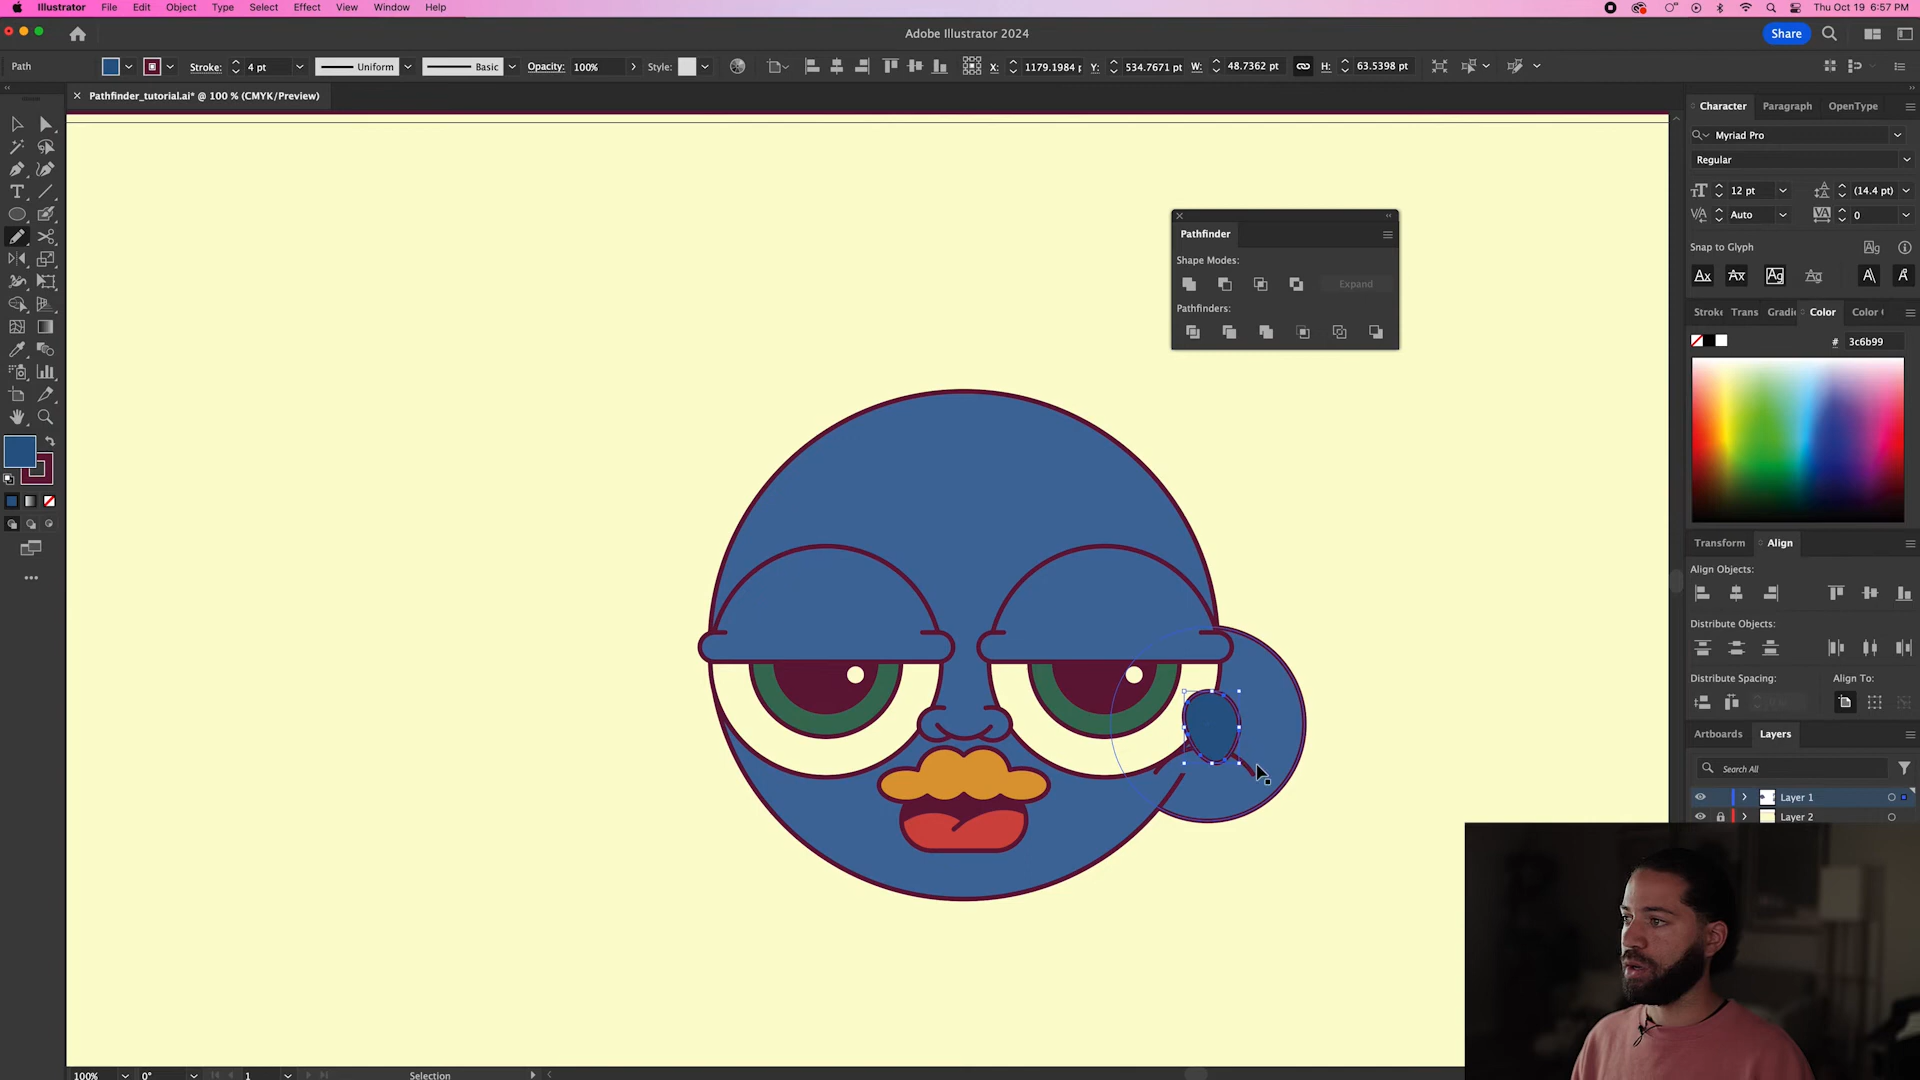 Illustrator File Edit Object Type Select Effect View Window Help Thu Oct 19 6:57 PM
Adobe Illustrator 2024
Share
Path
Stroke: 4 pt Uniform Basic Opacity: 100% Style: X: 1179.1984 p Y: 534.7671 pt W: 48.7362 pt H: 63.5398 pt
Pathfinder_tutorial.ai* @ 100 % (CMYK/Preview)
Character Paragraph OpenType
Myriad Pro
Regular
12 pt (14.4 pt)
Auto 0
Snap to Glyph
Pathfinder
Shape Modes:
Expand
Pathfinders:
Stroke Trans Gradi Color Color
# 3c6b99
Transform Align
Align Objects:
Distribute Objects:
Distribute Spacing: Align To:
Artboards Layers
Search All
Layer 1
Layer 2
100% 0° 1 Selection